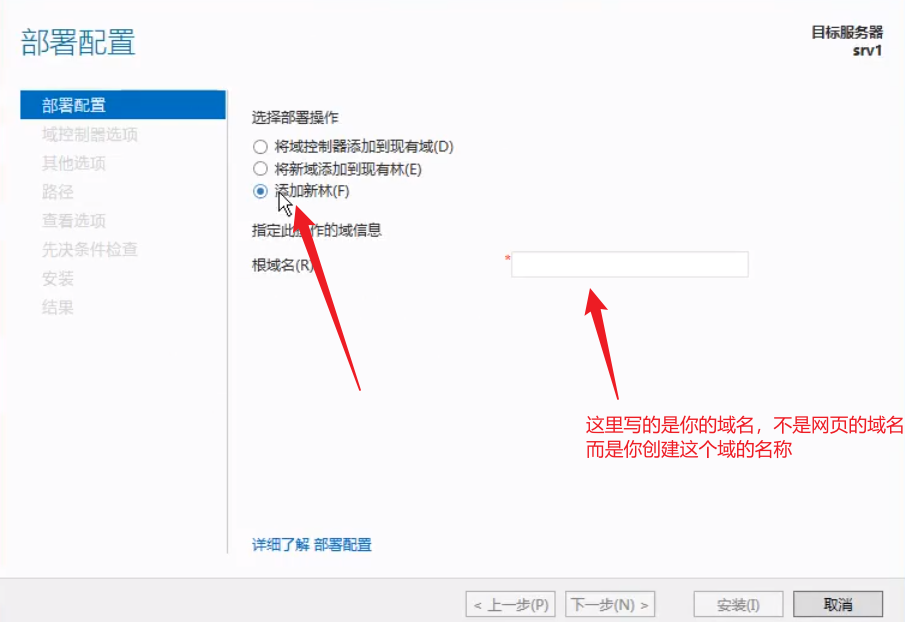 部署配置
目标服务器
srv1
部署配置
域控制器选项
其他选项
路径
查看选项
先决条件检查
安装
结果
选择部署操作
将域控制器添加到现有域(D)
将新域添加到现有林(E)
添加新林(F)
指定此操作的域信息
根域名(R)
*
这里写的是你的域名，不是网页的域名
而是你创建这个域的名称
详细了解 部署配置
< 上一步(P)
下一步(N) >
安装(I)
取消